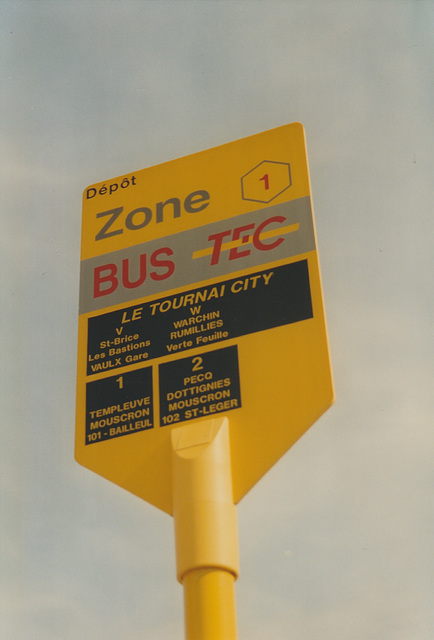 Dépôt
Zone 1
BUS TEC
LE TOURNAI CITY
V
St-Brice
Les Bastions
VAULX Gare
W
WARCHIN
RUMILLIES
Verte Feuille
1
TEMPLEUVE
MOUSCRON
101 - BAILLEUL
2
PECQ
DOTTIGNIES
MOUSCRON
102 ST-LEGER